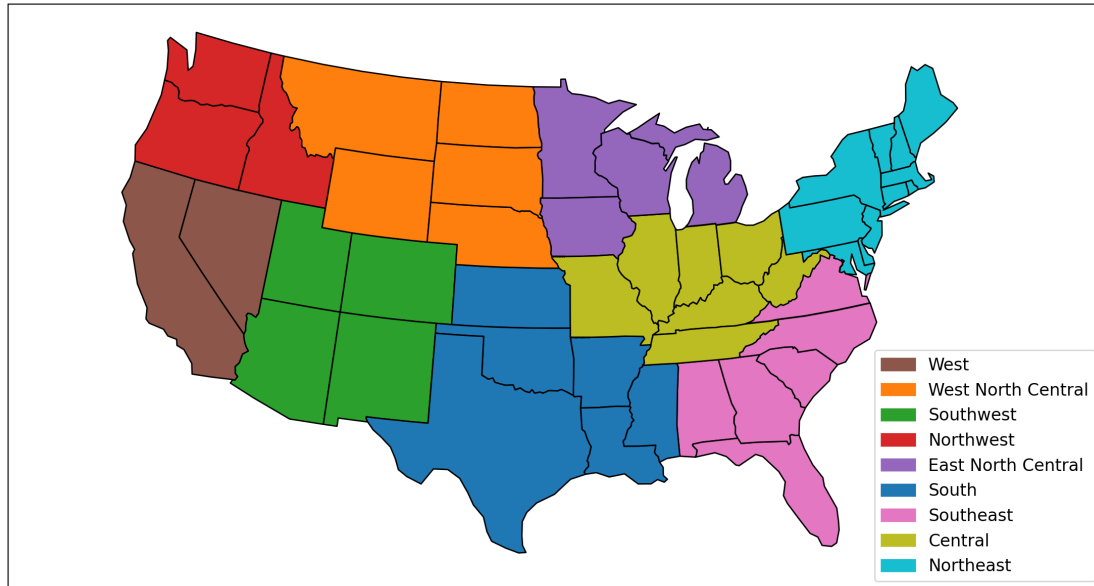 West
West North Central
Southwest
Northwest
East North Central
South
Southeast
Central
Northeast